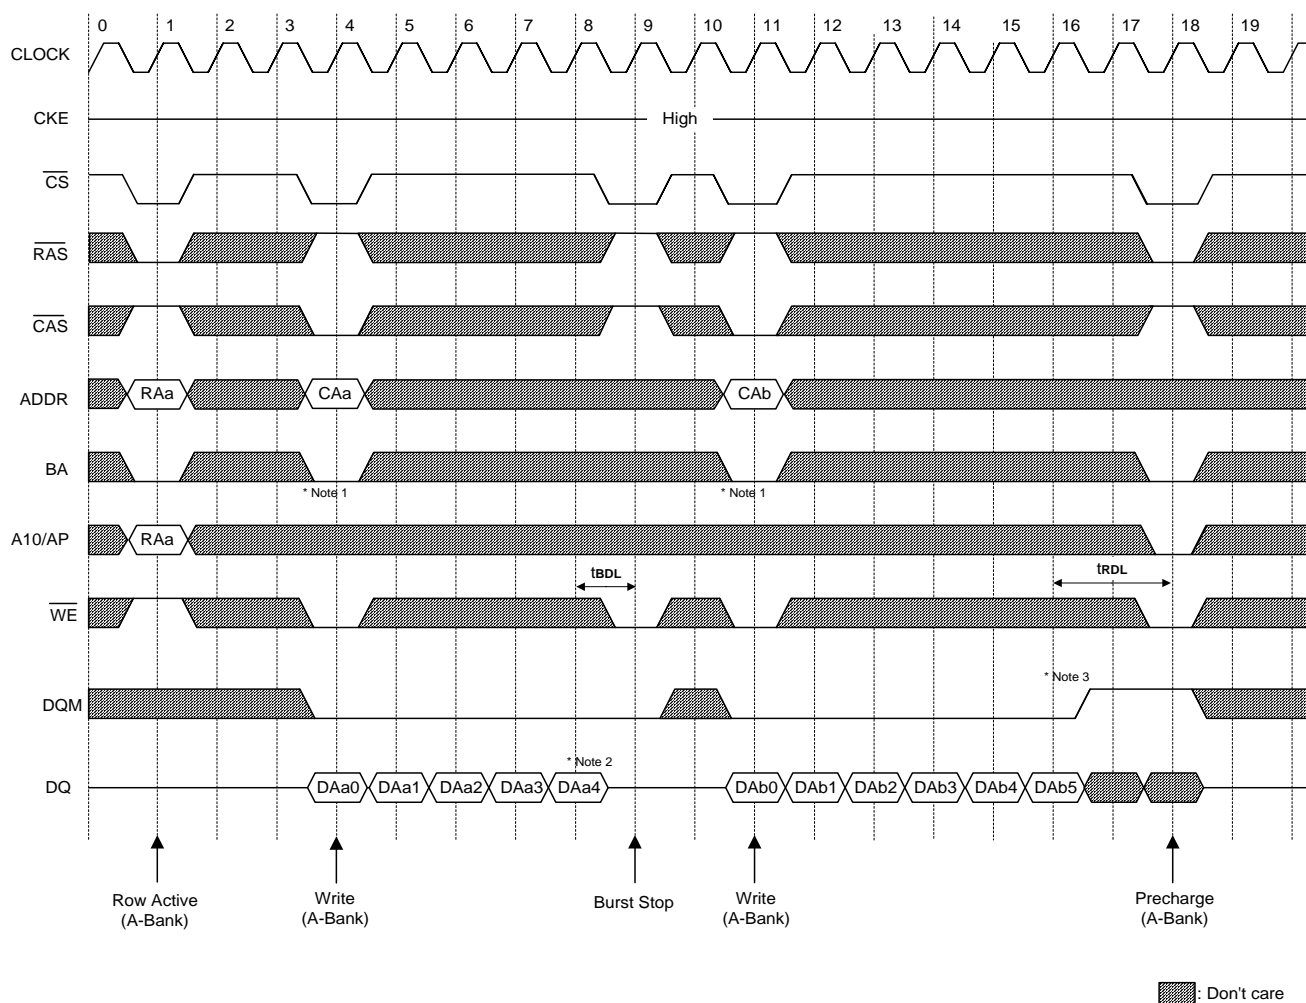 0 1 2 3 4 5 6 7 8 9 10 11 12 13 14 15 16 17 18 19
CLOCK
CKE High
CS
RAS
CAS
ADDR RAa CAa CAb
BA
* Note 1 * Note 1
A10/AP RAa
tBDL tRDL
WE
* Note 3
DQM
* Note 2
DQ DAa0 DAa1 DAa2 DAa3 DAa4 DAb0 DAb1 DAb2 DAb3 DAb4 DAb5
Row Active Write Burst Stop Write Precharge
(A-Bank) (A-Bank) (A-Bank) (A-Bank)
: Don't care